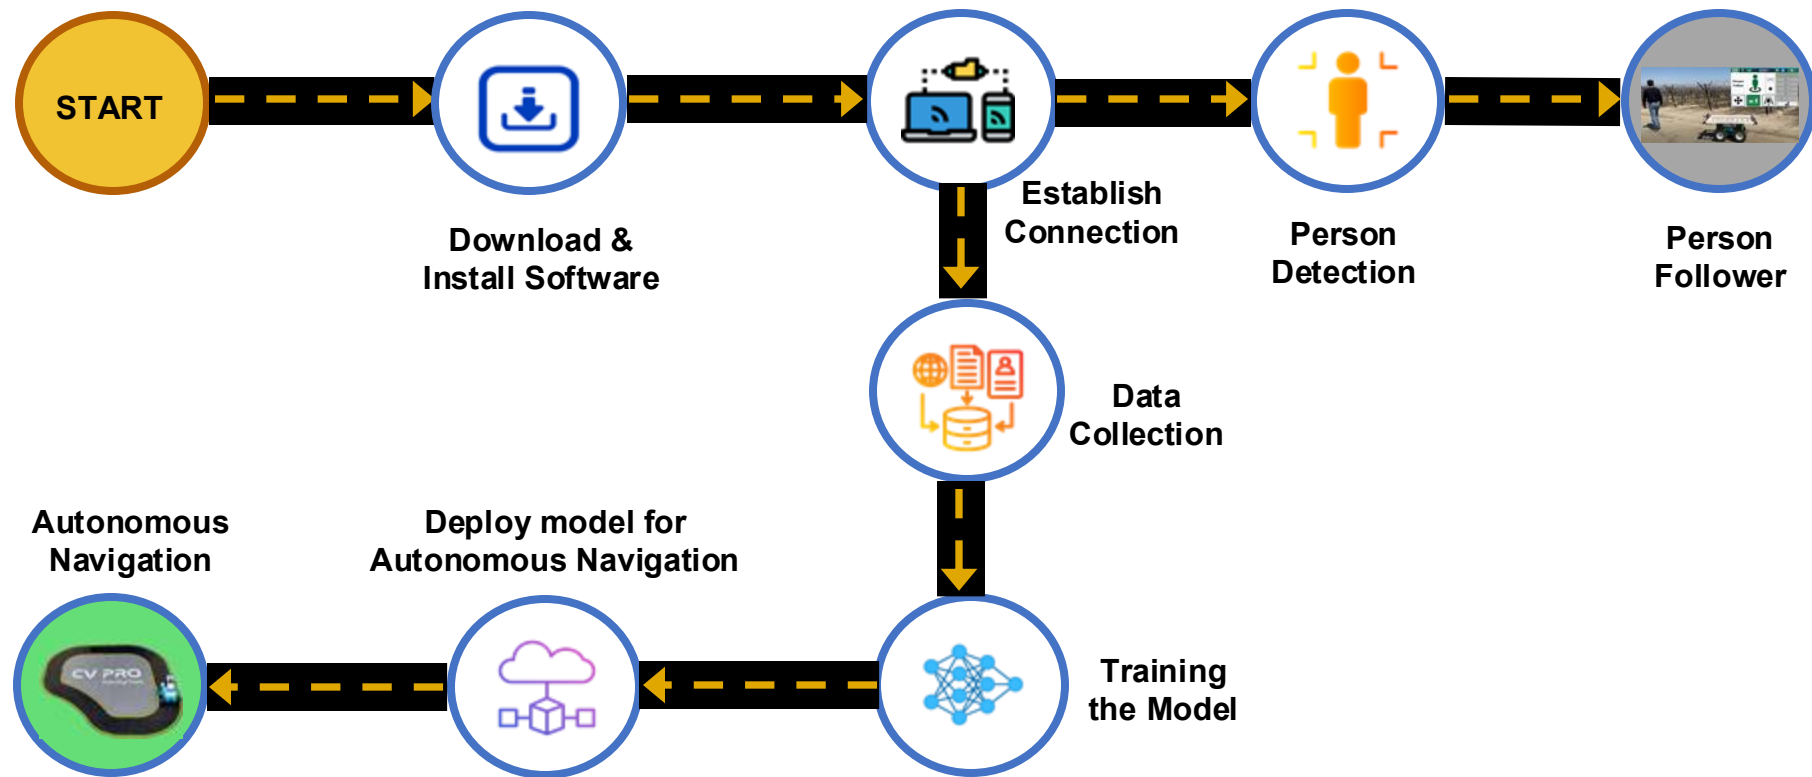 START
Download &
Install Software
Establish
Connection
Person
Detection
Person
Follower
Data
Collection
Autonomous
Navigation
Deploy model for
Autonomous Navigation
CV PRO
Training
the Model